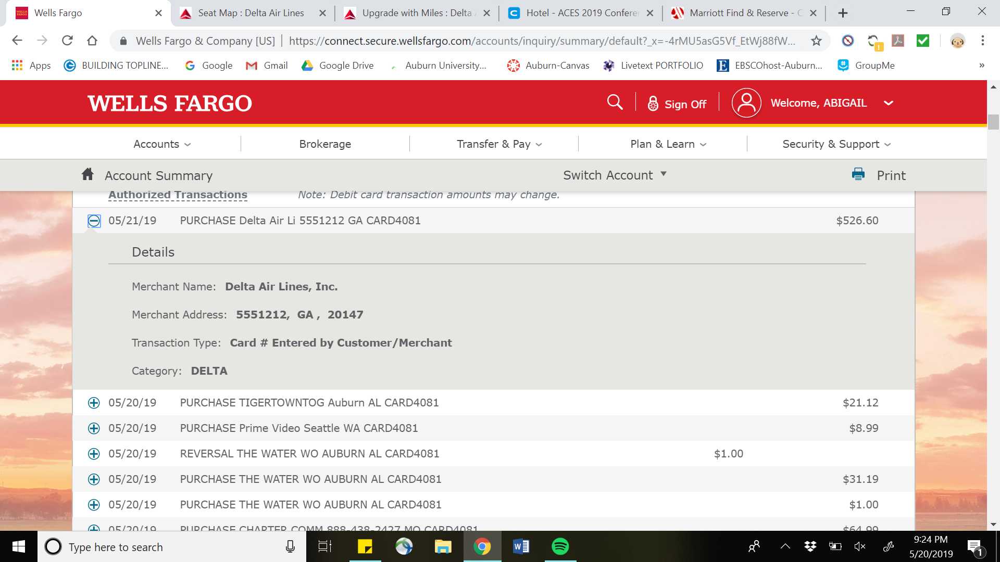 Wells Fargo
Seat Map : Delta Air Lines
Upgrade with Miles : Delta
Hotel - ACES 2019 Conferen
Marriott Find & Reserve - C
Wells Fargo & Company [US] | https://connect.secure.wellsfargo.com/accounts/inquiry/summary/default?_x=-4rMU5asG5Vf_EtWj88fW...
Apps BUILDING TOPLINE... Google Gmail Google Drive Auburn University... Auburn-Canvas Livetext PORTFOLIO EBSCOhost-Auburn... GroupMe »
WELLS FARGO Sign Off Welcome, ABIGAIL
Accounts Brokerage Transfer & Pay Plan & Learn Security & Support
Account Summary Switch Account Print
Authorized Transactions Note: Debit card transaction amounts may change.
05/21/19 PURCHASE Delta Air Li 5551212 GA CARD4081 $526.60
Details
Merchant Name: Delta Air Lines, Inc.
Merchant Address: 5551212, GA , 20147
Transaction Type: Card # Entered by Customer/Merchant
Category: DELTA
05/20/19 PURCHASE TIGERTOWNTOG Auburn AL CARD4081 $21.12
05/20/19 PURCHASE Prime Video Seattle WA CARD4081 $8.99
05/20/19 REVERSAL THE WATER WO AUBURN AL CARD4081 $1.00
05/20/19 PURCHASE THE WATER WO AUBURN AL CARD4081 $31.19
05/20/19 PURCHASE THE WATER WO AUBURN AL CARD4081 $1.00
05/20/19 PURCHASE CHARTER COMM 888-438-2427 MO CARD4081 $64.99
Type here to search
9:24 PM
5/20/2019
1